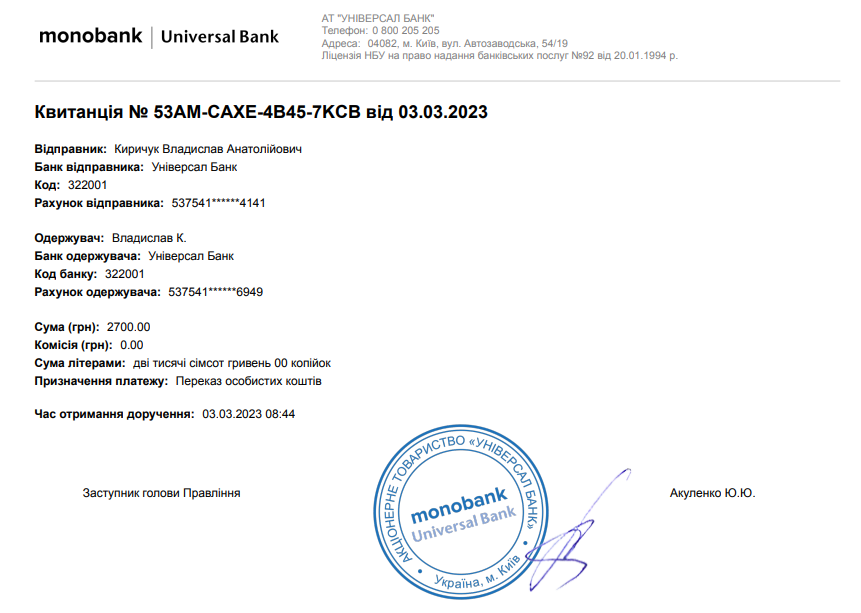 monobank | Universal Bank
АТ "УНІВЕРСАЛ БАНК"
Телефон: 0 800 205 205
Адреса: 04082, м. Київ, вул. Автозаводська, 54/19
Ліцензія НБУ на право надання банківських послуг №92 від 20.01.1994 р.
Квитанція № 53AM-CAXE-4B45-7KCB від 03.03.2023
Відправник: Киричук Владислав Анатолійович
Банк відправника: Універсал Банк
Код: 322001
Рахунок відправника: 537541******4141
Одержувач: Владислав К.
Банк одержувача: Універсал Банк
Код банку: 322001
Рахунок одержувача: 537541******6949
Сума (грн): 2700.00
Комісія (грн): 0.00
Сума літерами: дві тисячі сімсот гривень 00 копійок
Призначення платежу: Переказ особистих коштів
Час отримання доручення: 03.03.2023 08:44
Заступник голови Правління
АКЦІОНЕРНЕ ТОВАРИСТВО «УНІВЕРСАЛ БАНК»
monobank
Universal Bank
• Україна, м. Київ •
Акуленко Ю.Ю.